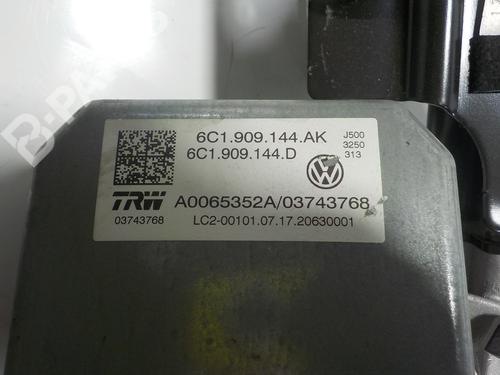 6C1.909.144.AK
J500
6C1.909.144.D
3250
313
TRW
A0065352A/03743768
03743768
LC2-00101.07.17.20630001
B-PARTS